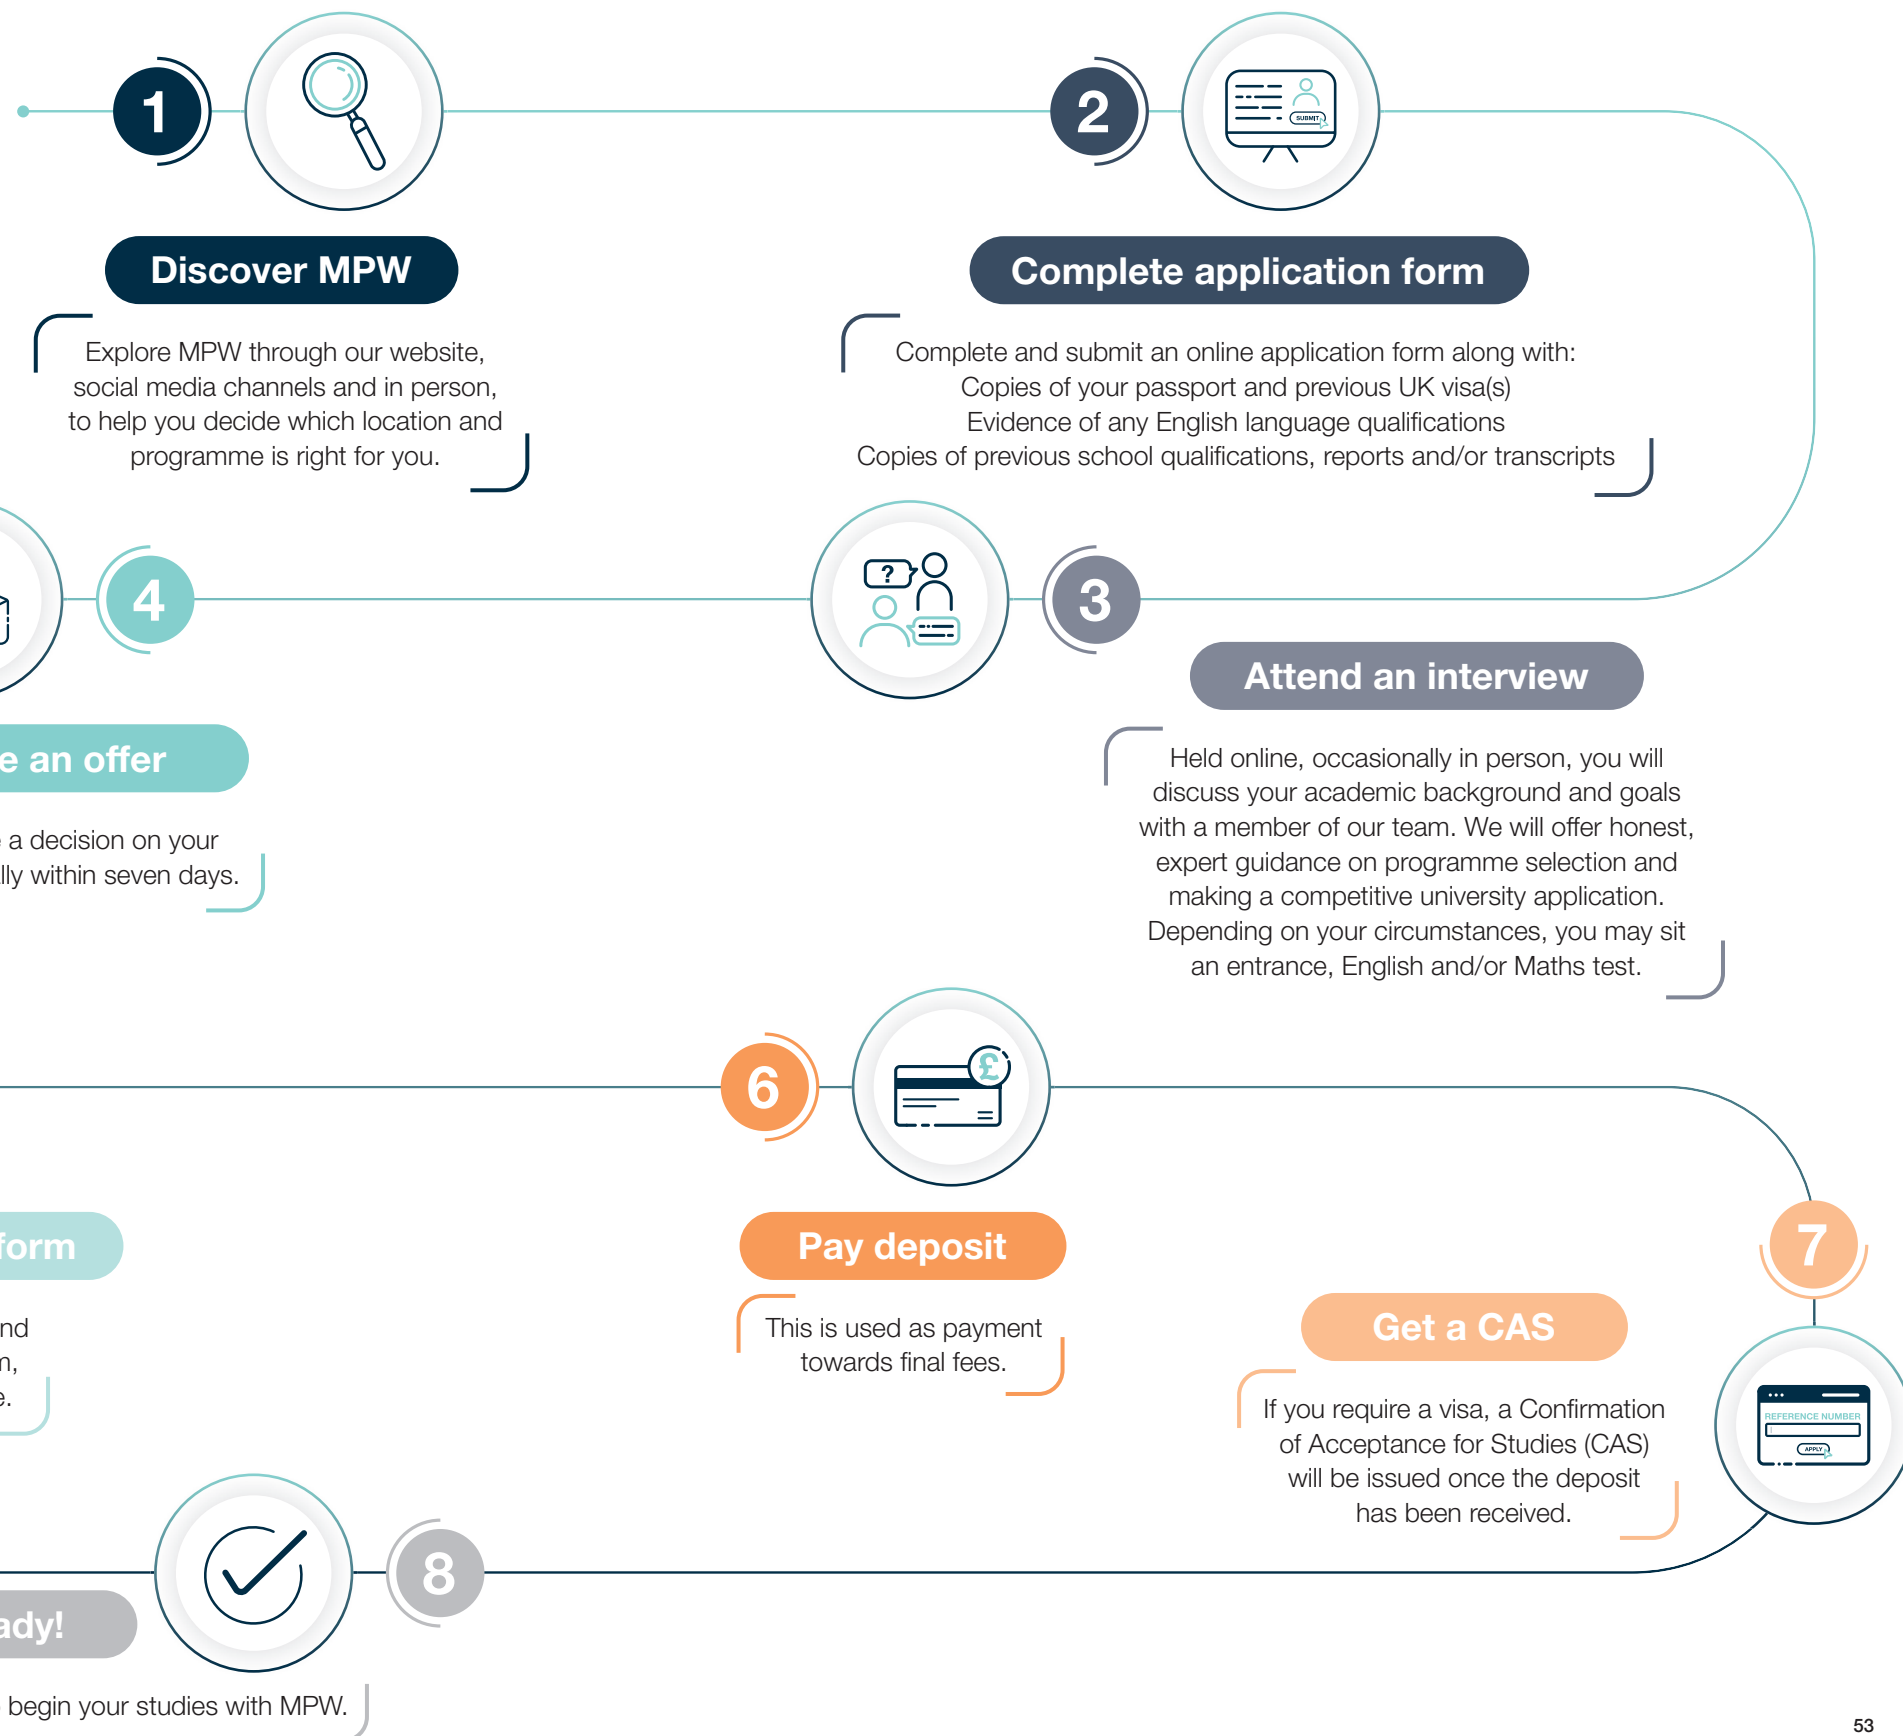 1
2
SUBMIT
Discover MPW
Explore MPW through our website,
social media channels and in person,
to help you decide which location and
programme is right for you.
Complete application form
Complete and submit an online application form along with:
Copies of your passport and previous UK visa(s)
Evidence of any English language qualifications
Copies of previous school qualifications, reports and/or transcripts
?
3
Attend an interview
Held online, occasionally in person, you will
discuss your academic background and goals
with a member of our team. We will offer honest,
expert guidance on programme selection and
making a competitive university application.
Depending on your circumstances, you may sit
an entrance, English and/or Maths test.
4
an offer
a decision on your
within seven days.
form
6
£
Pay deposit
This is used as payment
towards final fees.
7
Get a CAS
If you require a visa, a Confirmation
of Acceptance for Studies (CAS)
will be issued once the deposit
has been received.
REFERENCE NUMBER
APPLY
8
begin your studies with MPW.
53